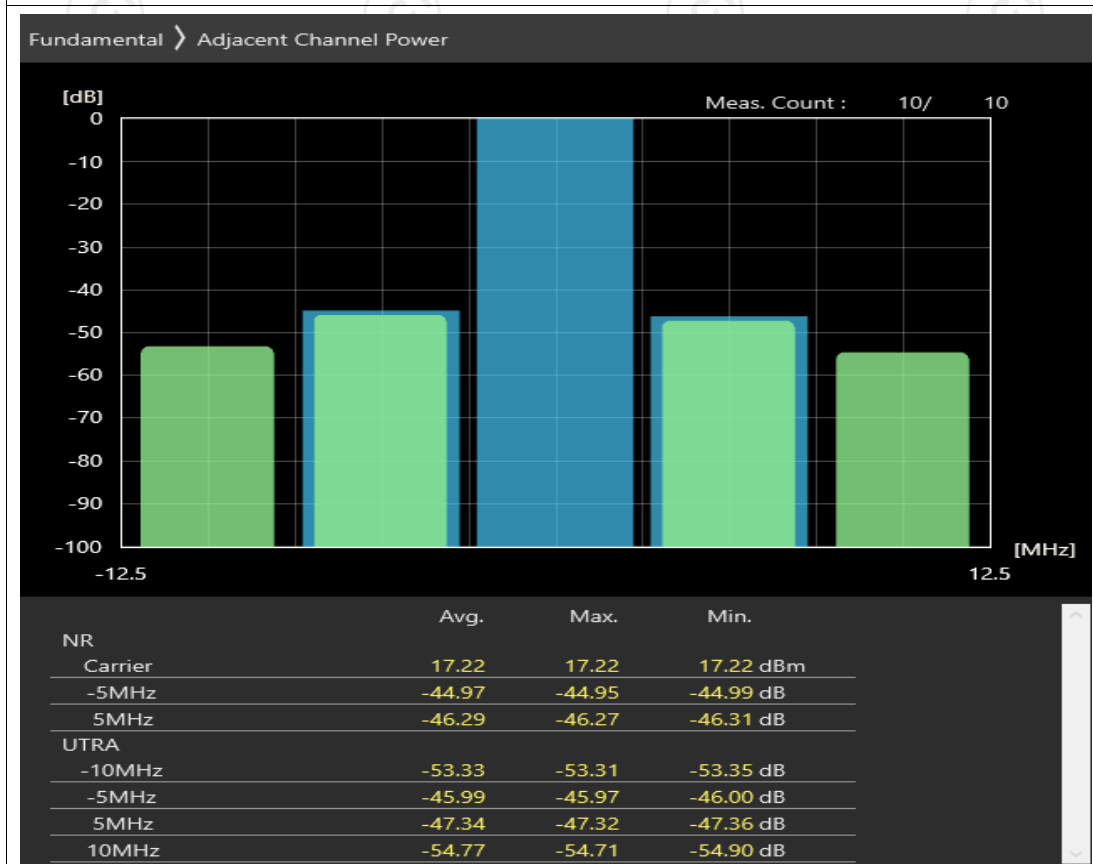 Fundamental 〉 Adjacent Channel Power
[dB]
Meas. Count : 10/ 10
0
-10
-20
-30
-40
-50
-60
-70
-80
-90
-100
[MHz]
-12.5 12.5
Avg. Max. Min.
NR
Carrier 17.22 17.22 17.22 dBm
-5MHz -44.97 -44.95 -44.99 dB
5MHz -46.29 -46.27 -46.31 dB
UTRA
-10MHz -53.33 -53.31 -53.35 dB
-5MHz -45.99 -45.97 -46.00 dB
5MHz -47.34 -47.32 -47.36 dB
10MHz -54.77 -54.71 -54.90 dB